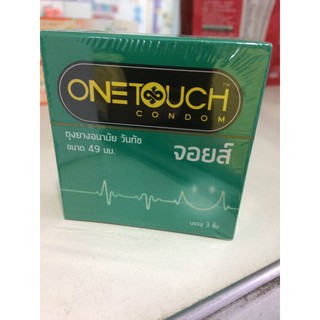 ONETOUCH
CONDOM
ถุงยางอนามัย วันทัช
ขนาด 49 มม.
จอยส์
บรรจุ 3 ชิ้น